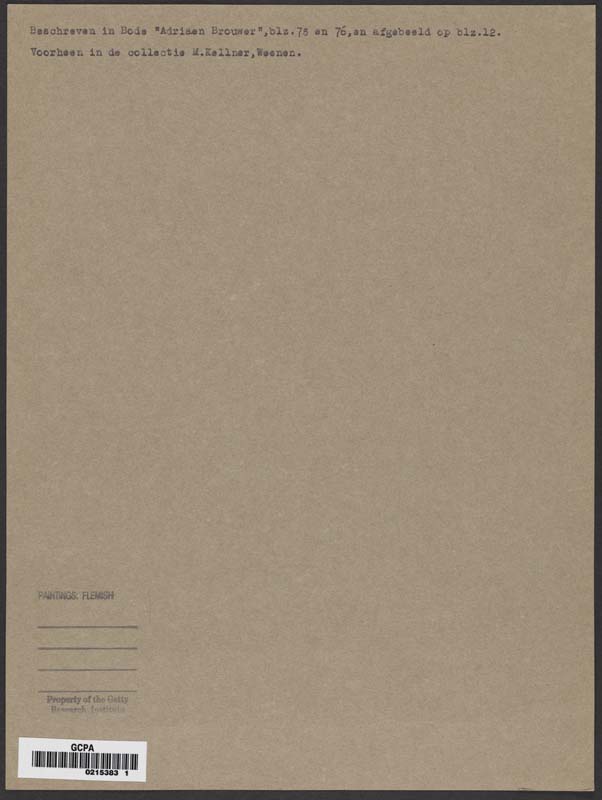 Beschreven in Bode "Adriaen Brouwer",blz.75 en 76,en afgebeeld op blz.12.
Voorheen in de collectie M.Kellner,Weenen.
PAINTINGS: FLEMISH
Property of the Getty
Research Institute
GCPA
0215383 1